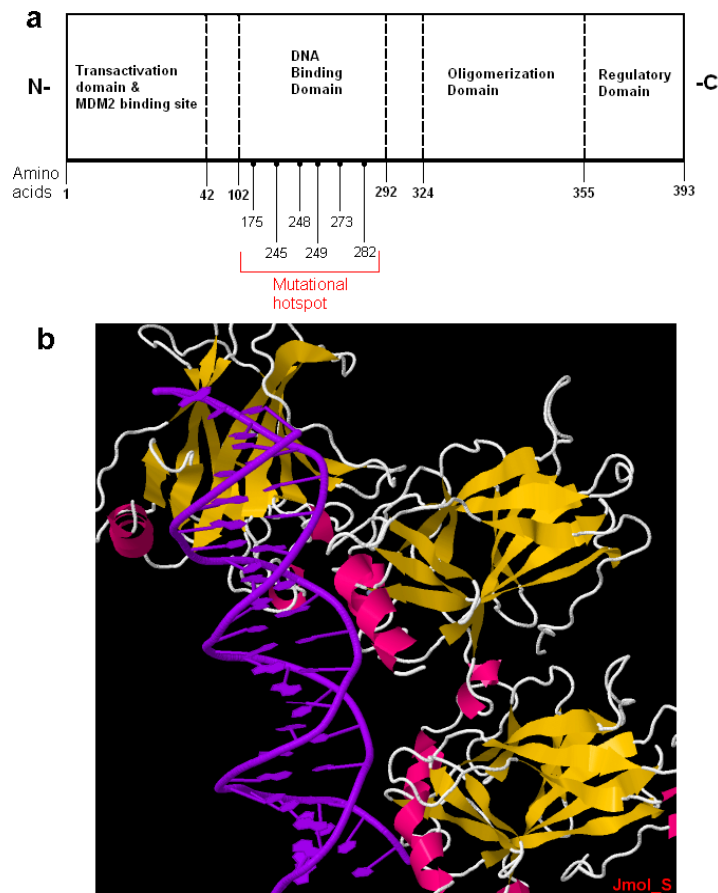 a
N-
Transactivation
domain &
MDM2 binding site
DNA
Binding
Domain
Oligomerization
Domain
Regulatory
Domain
-C
Amino
acids
1
42
102
292
324
355
393
175
248
273
245
249
282
Mutational
hotspot
b
Jmol_S